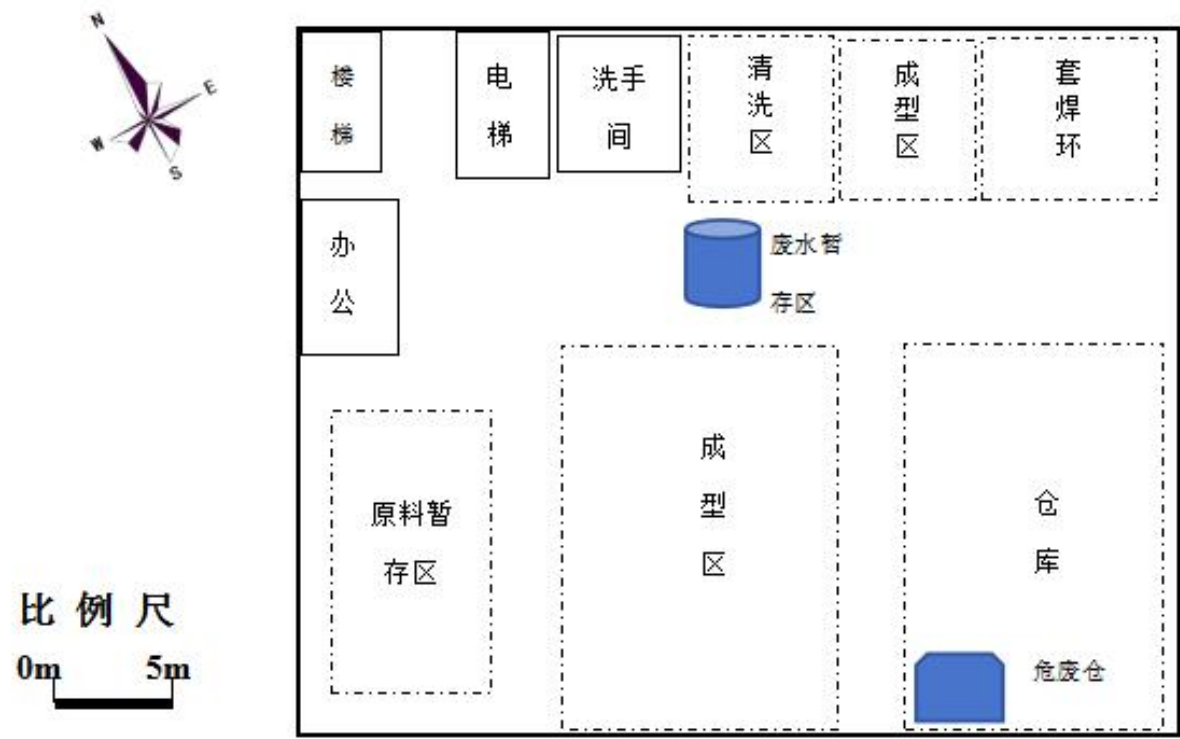 N
E
W
S
楼
梯
电
梯
洗手
间
清
洗
区
成
型
区
套
焊
环
办
公
废水暂
存区
原料暂
存区
成
型
区
仓
库
危废仓
比 例 尺
0m 5m